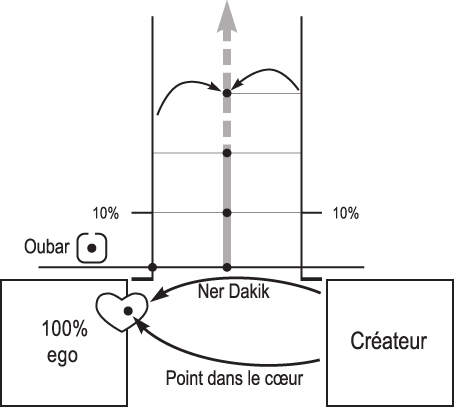 10%
10%
Oubar
Ner Dakik
100%
ego
Créateur
Point dans le cœur